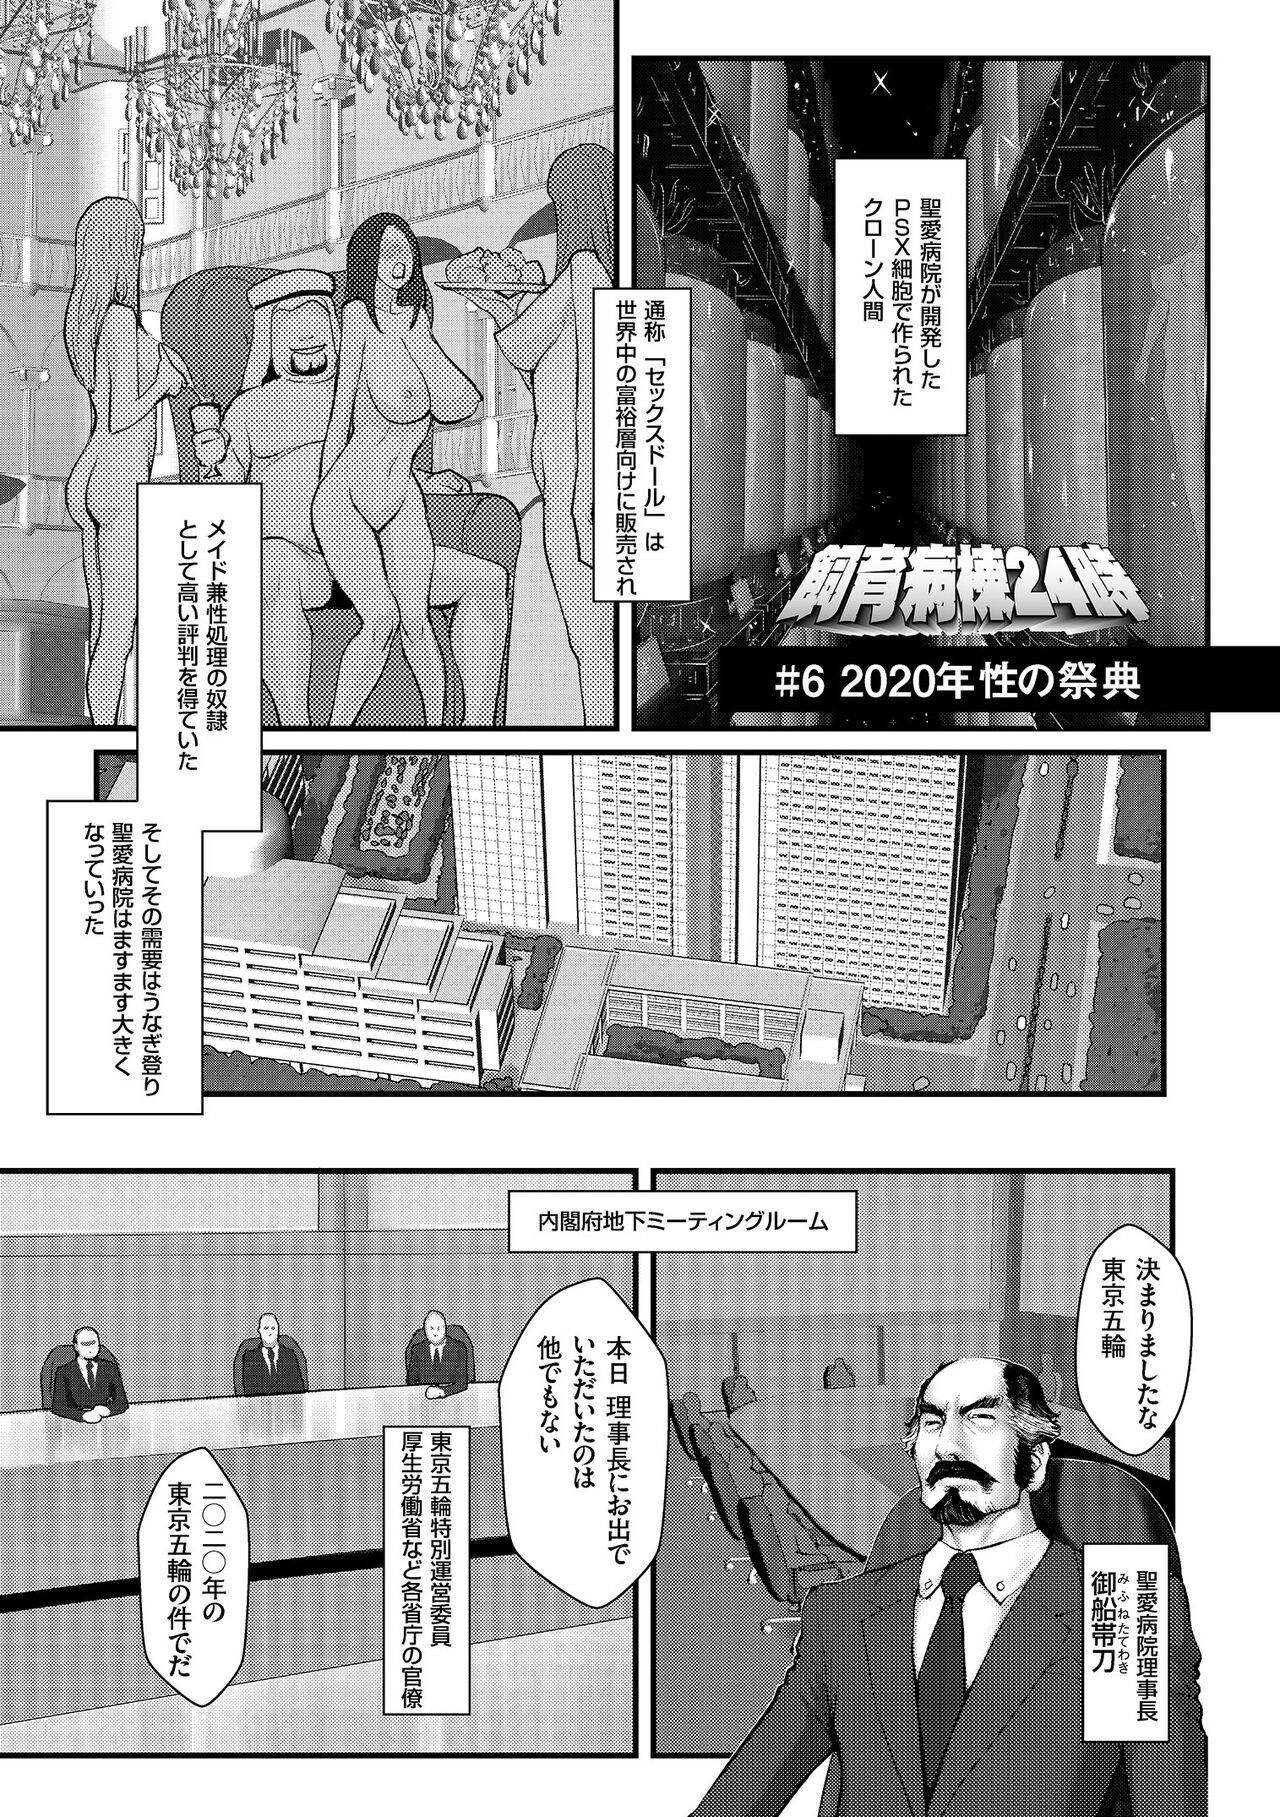 聖愛病院が開発した
PSX細胞で作られた
クローン人間
飼育病棟24時
#6 2020年性の祭典
通称「セックスドール」は
世界中の富裕層向けに販売され
メイド兼性処理の奴隷
として高い評判を得ていた
そしてその需要はうなぎ登り
聖愛病院はますます大きく
なっていった
内閣府地下ミーティングルーム
決まりましたな
東京五輪
聖愛病院理事長
御船帯刀
みふねたてわき
本日 理事長にお出で
いただいたのは
他でもない
東京五輪特別運営委員
厚生労働省など各省庁の官僚
二〇二〇年の
東京五輪の件でだ